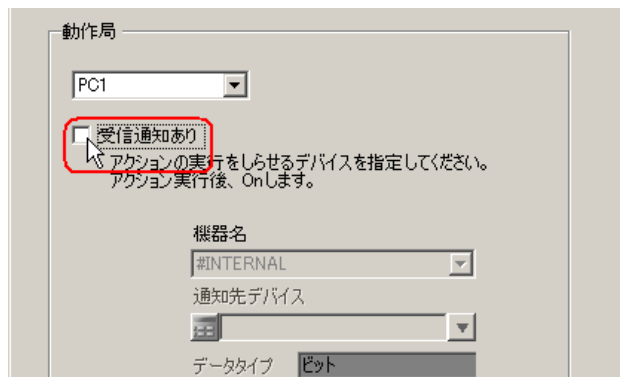 動作局
PC1
受信通知あり
アクションの実行をしらせるデバイスを指定してください。
アクション実行後、Onします。
機器名
#INTERNAL
通知先デバイス
データタイプ ビット